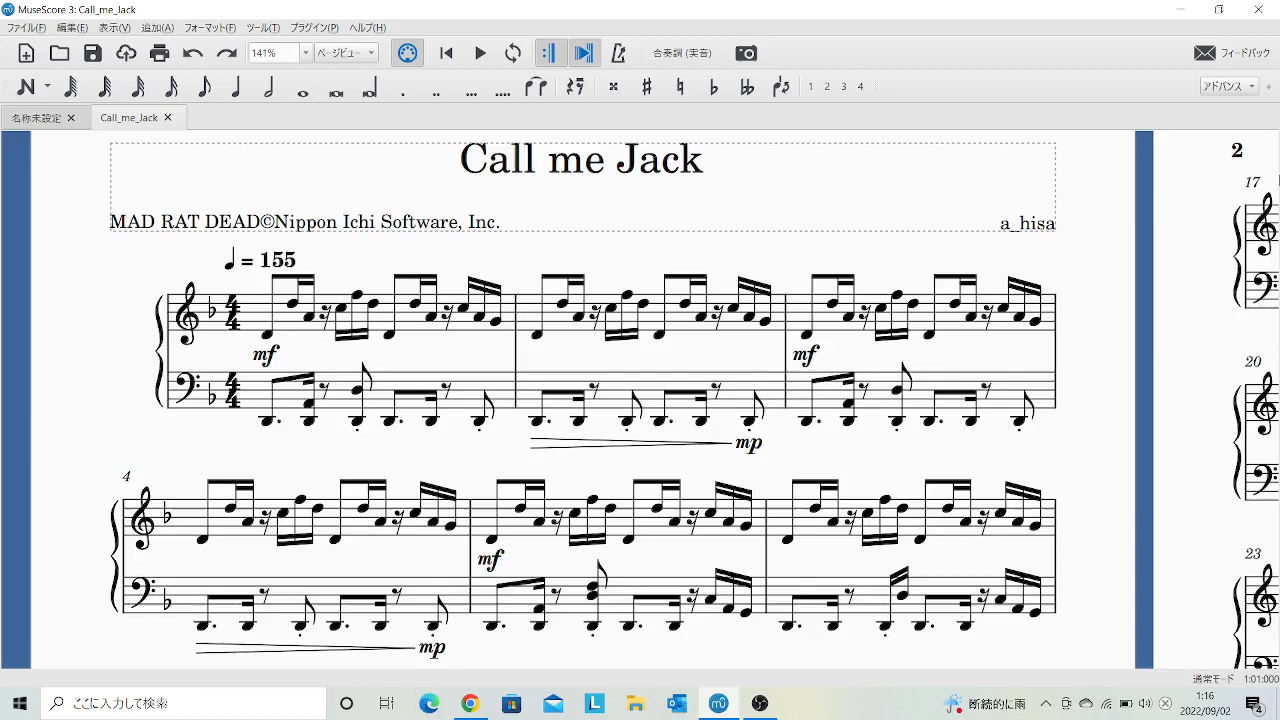 MuseScore 3: Call_me_Jack
ファイル(F) 編集(E) 表示(V) 追加(A) フォーマット(F) ツール(T) プラグイン(P) ヘルプ(H)
141% ページビュー 合奏調 (実音) フィードバック
1 2 3 4 アドバンス
名称未設定 Call_me_Jack
Call me Jack
2
17
MAD RAT DEAD©Nippon Ichi Software, Inc.
a_hisa
= 155
mf mf
mp
20
4
mf
23
mp
通常モード 1:01:000
ここに入力して検索
断続的に雨
1:16
2022/09/02
4